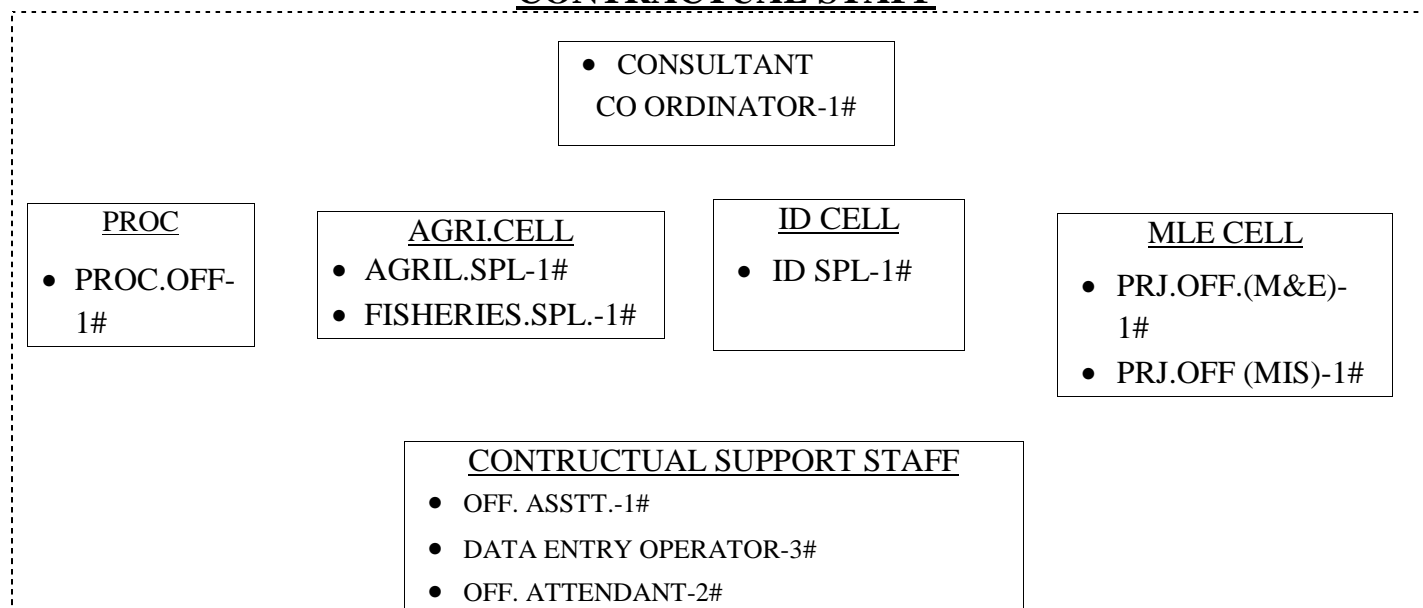 CONTRACTUAL STAFF
• CONSULTANT
CO ORDINATOR-1#
PROC
• PROC.OFF-
1#
AGRI.CELL
• AGRIL.SPL-1#
• FISHERIES.SPL.-1#
ID CELL
• ID SPL-1#
MLE CELL
• PRJ.OFF.(M&E)-
1#
• PRJ.OFF (MIS)-1#
CONTRUCTUAL SUPPORT STAFF
• OFF. ASSTT.-1#
• DATA ENTRY OPERATOR-3#
• OFF. ATTENDANT-2#